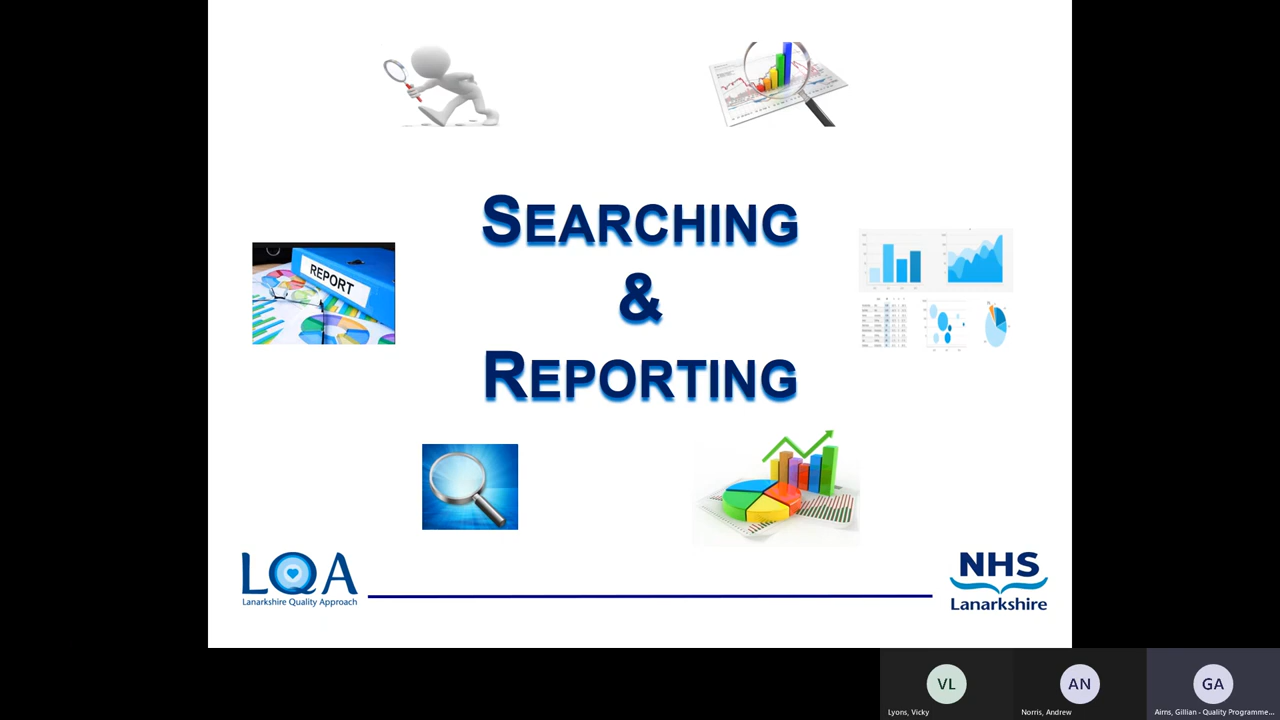 SEARCHING
&
REPORTING
REPORT
LQA
Lanarkshire Quality Approach
NHS
Lanarkshire
VL
AN
GA
Lyons, Vicky
Norris, Andrew
Airns, Gillian - Quality Programme...